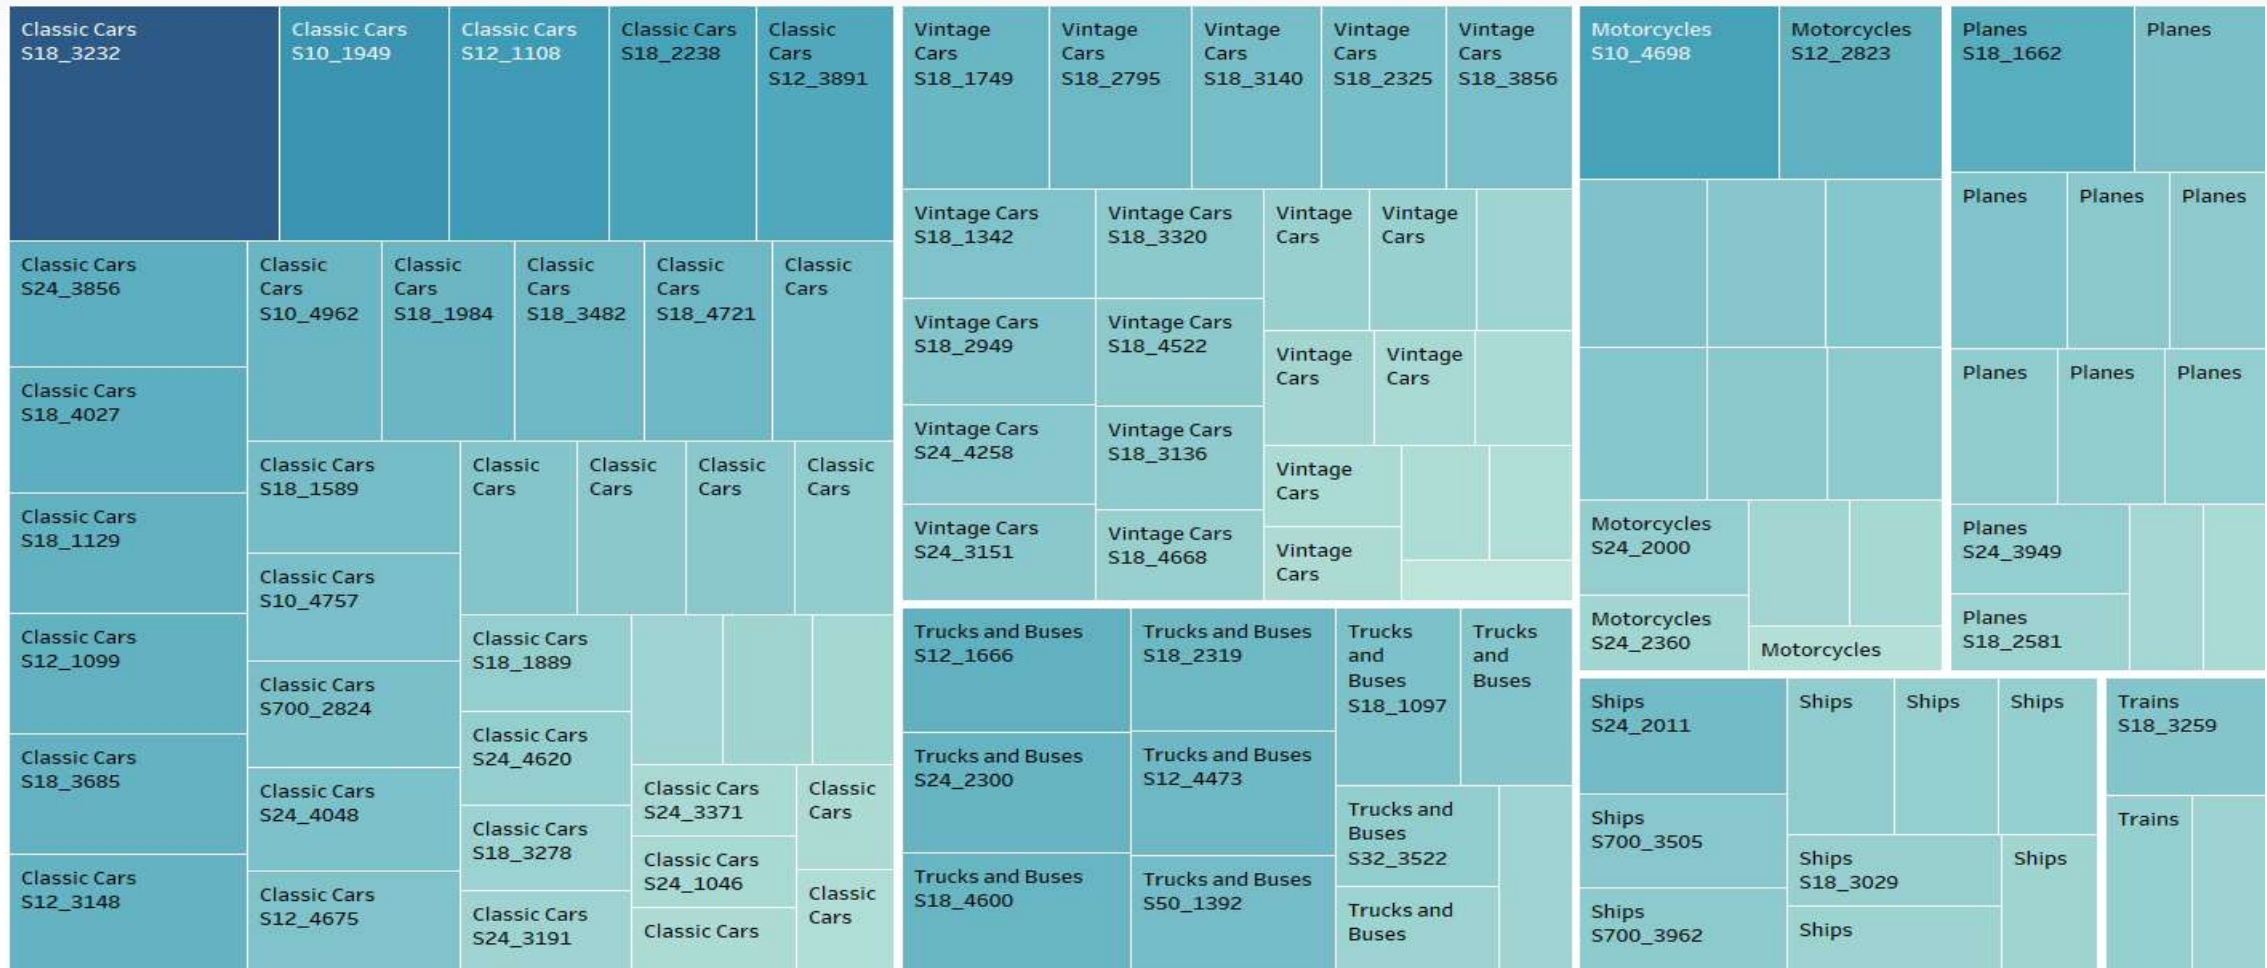 Classic Cars
S18_3232
Classic Cars
S10_1949
Classic Cars
S12_1108
Classic Cars
S18_2238
Classic
Cars
S12_3891
Classic Cars
S24_3856
Classic Cars
S18_4027
Classic Cars
S18_1129
Classic Cars
S12_1099
Classic Cars
S18_3685
Classic Cars
S12_3148
Classic
Cars
S10_4962
Classic
Cars
S18_1984
Classic
Cars
S18_3482
Classic
Cars
S18_4721
Classic
Cars
Classic Cars
S18_1589
Classic Cars
S10_4757
Classic Cars
S700_2824
Classic Cars
S24_4048
Classic Cars
S12_4675
Classic
Cars
Classic
Cars
Classic
Cars
Classic
Cars
Classic Cars
S18_1889
Classic Cars
S24_4620
Classic Cars
S18_3278
Classic Cars
S24_3191
Classic Cars
S24_3371
Classic Cars
S24_1046
Classic Cars
Classic
Cars
Classic
Cars
Vintage
Cars
S18_1749
Vintage
Cars
S18_2795
Vintage
Cars
S18_3140
Vintage
Cars
S18_2325
Vintage
Cars
S18_3856
Vintage Cars
S18_1342
Vintage Cars
S18_2949
Vintage Cars
S24_4258
Vintage Cars
S24_3151
Vintage Cars
S18_3320
Vintage Cars
S18_4522
Vintage Cars
S18_3136
Vintage Cars
S18_4668
Vintage
Cars
Vintage
Cars
Vintage
Cars
Vintage
Cars
Vintage
Cars
Vintage
Cars
Trucks and Buses
S12_1666
Trucks and Buses
S24_2300
Trucks and Buses
S18_4600
Trucks and Buses
S18_2319
Trucks and Buses
S12_4473
Trucks and Buses
S50_1392
Trucks
and
Buses
S18_1097
Trucks
and
Buses
Trucks and
Buses
S32_3522
Trucks and
Buses
Motorcycles
S10_4698
Motorcycles
S12_2823
Motorcycles
S24_2000
Motorcycles
S24_2360
Motorcycles
Planes
S18_1662
Planes
Planes
Planes
Planes
Planes
Planes
Planes
Planes
S24_3949
Planes
S18_2581
Ships
S24_2011
Ships
S700_3505
Ships
S700_3962
Ships
Ships
Ships
Ships
S18_3029
Ships
Ships
Trains
S18_3259
Trains